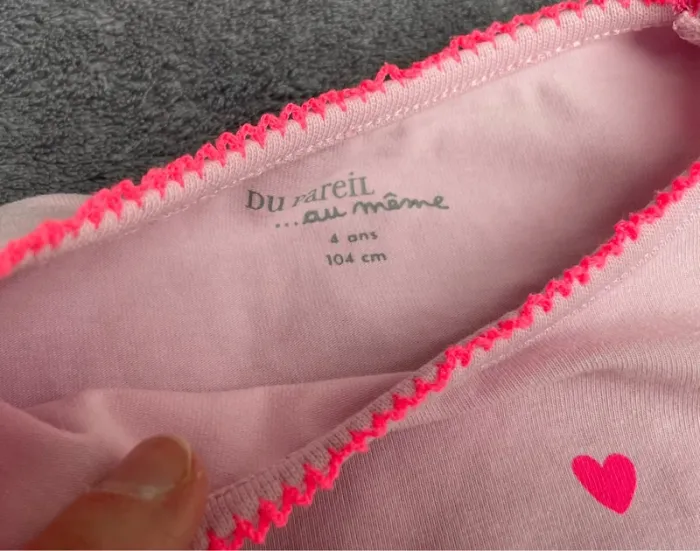 DU PAREIL
...au même
4 ans
104 cm